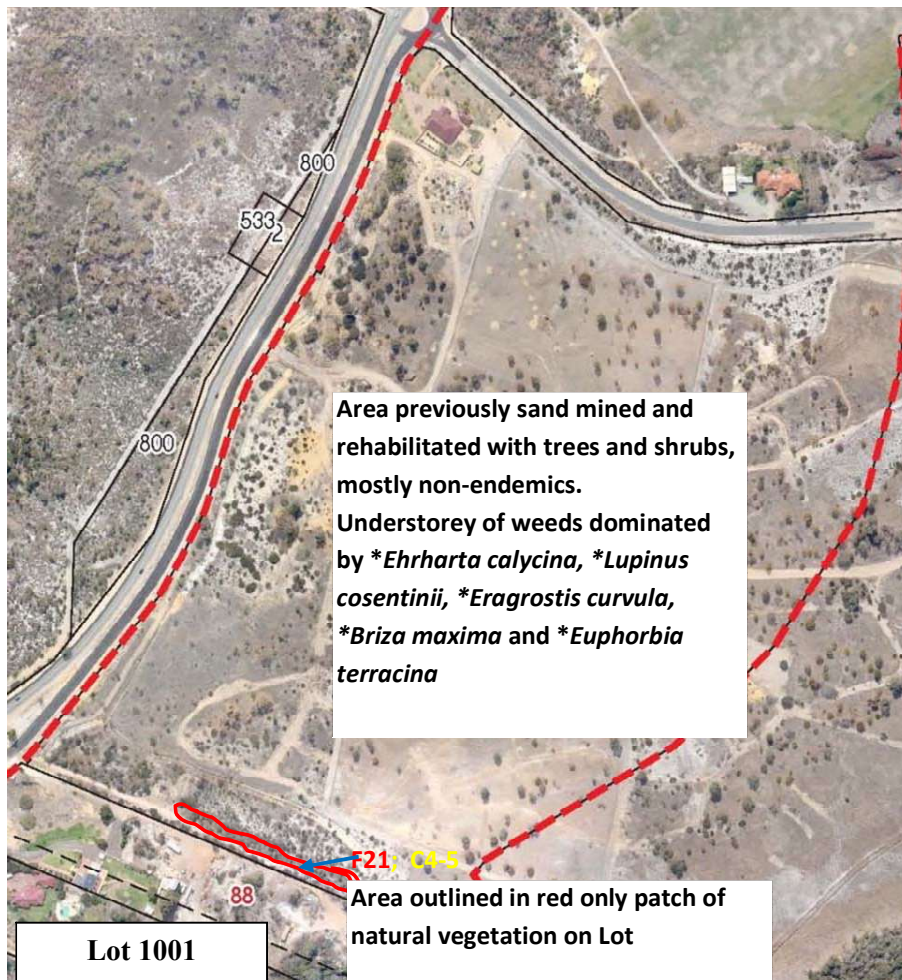 800
533
2
Area previously sand mined and
rehabilitated with trees and shrubs,
mostly non-endemics.
Understorey of weeds dominated
by *Ehrharta calycina, *Lupinus
cosentinii, *Eragrostis curvula,
*Briza maxima and *Euphorbia
terracina
800
F21; C4-5
88
Area outlined in red only patch of
natural vegetation on Lot
Lot 1001